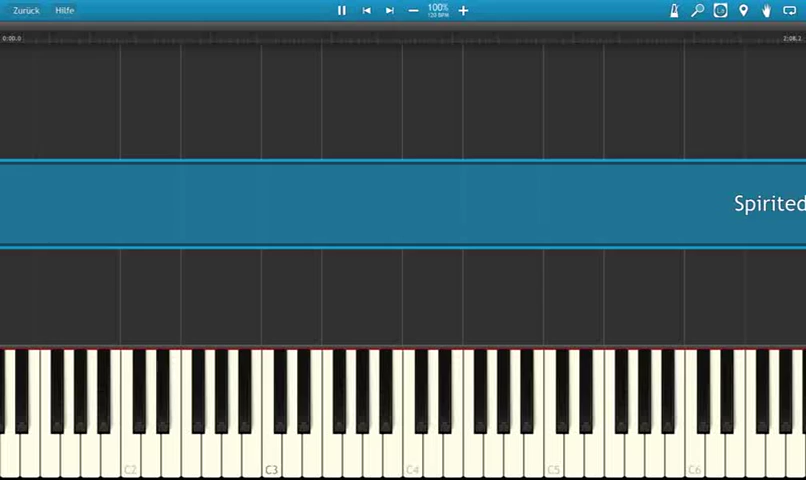 Zurück Hilfe
100%
120 BPM
0:00.0 2:08.2
Spirited
C2 C3 C4 C5 C6